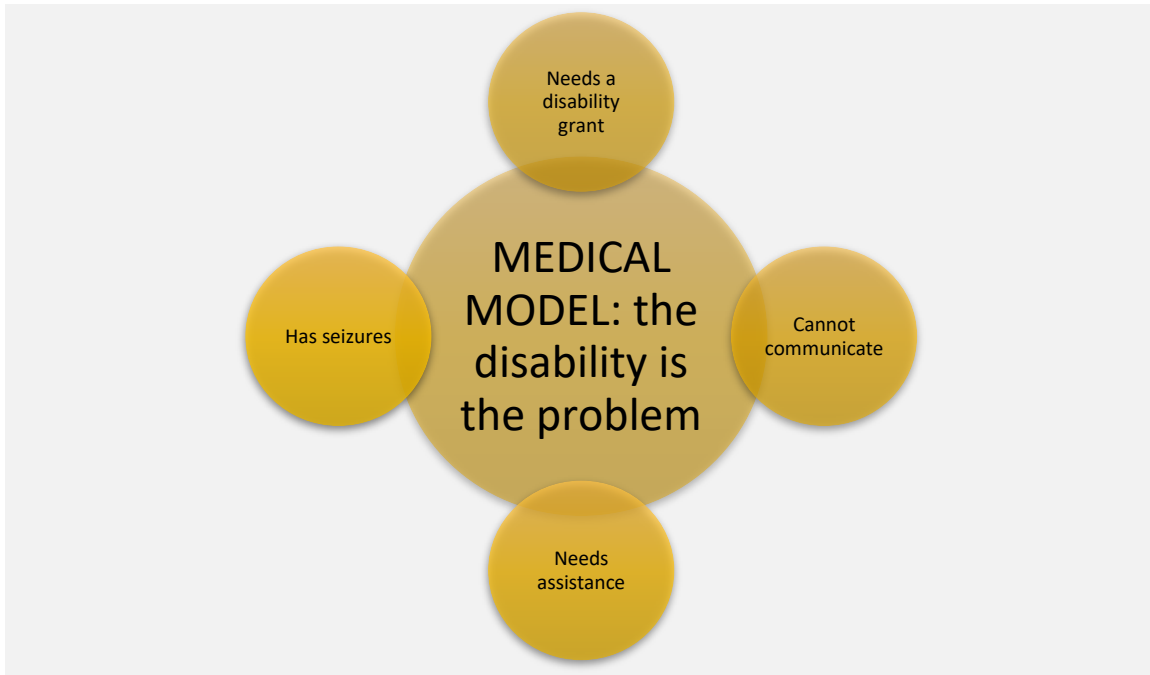 Needs a
disability
grant
MEDICAL
MODEL: the
disability is
the problem
Has seizures
Cannot
communicate
Needs
assistance